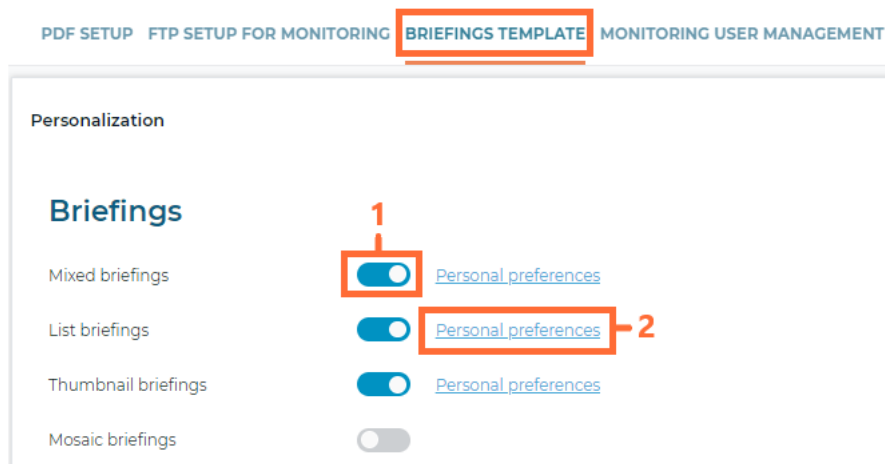 PDF SETUP FTP SETUP FOR MONITORING BRIEFINGS TEMPLATE MONITORING USER MANAGEMENT
Personalization
Briefings
1
Mixed briefings Personal preferences
List briefings Personal preferences 2
Thumbnail briefings Personal preferences
Mosaic briefings